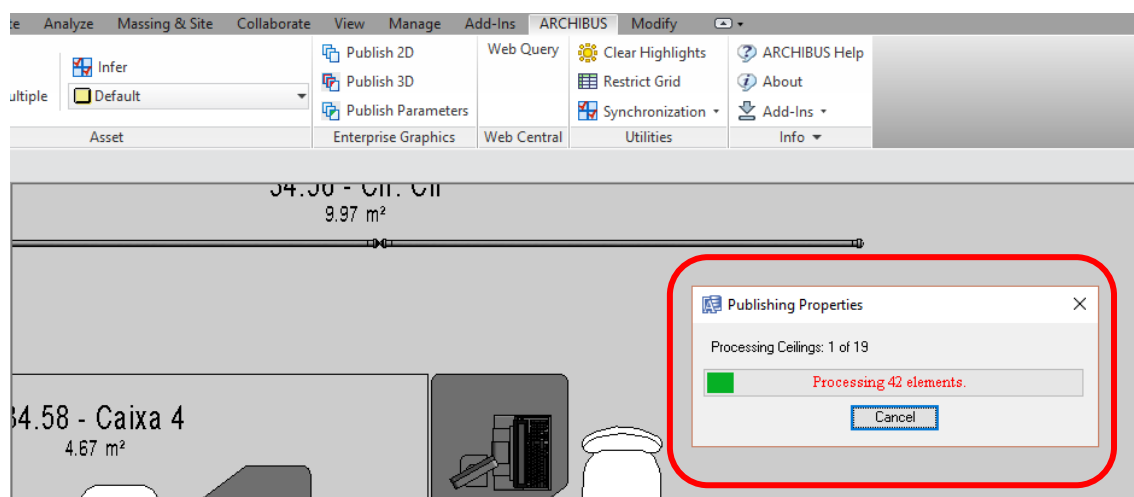 Analyze Massing & Site Collaborate View Manage Add-Ins ARCHIBUS Modify
Infer
Default
Asset
Publish 2D
Publish 3D
Publish Parameters
Enterprise Graphics
Web Query
Web Central
Clear Highlights
Restrict Grid
Synchronization
Utilities
ARCHIBUS Help
About
Add-Ins
Info
9.97 m²
Publishing Properties
Processing Ceilings: 1 of 19
Processing 42 elements.
Cancel
34.58 - Caixa 4
4.67 m²